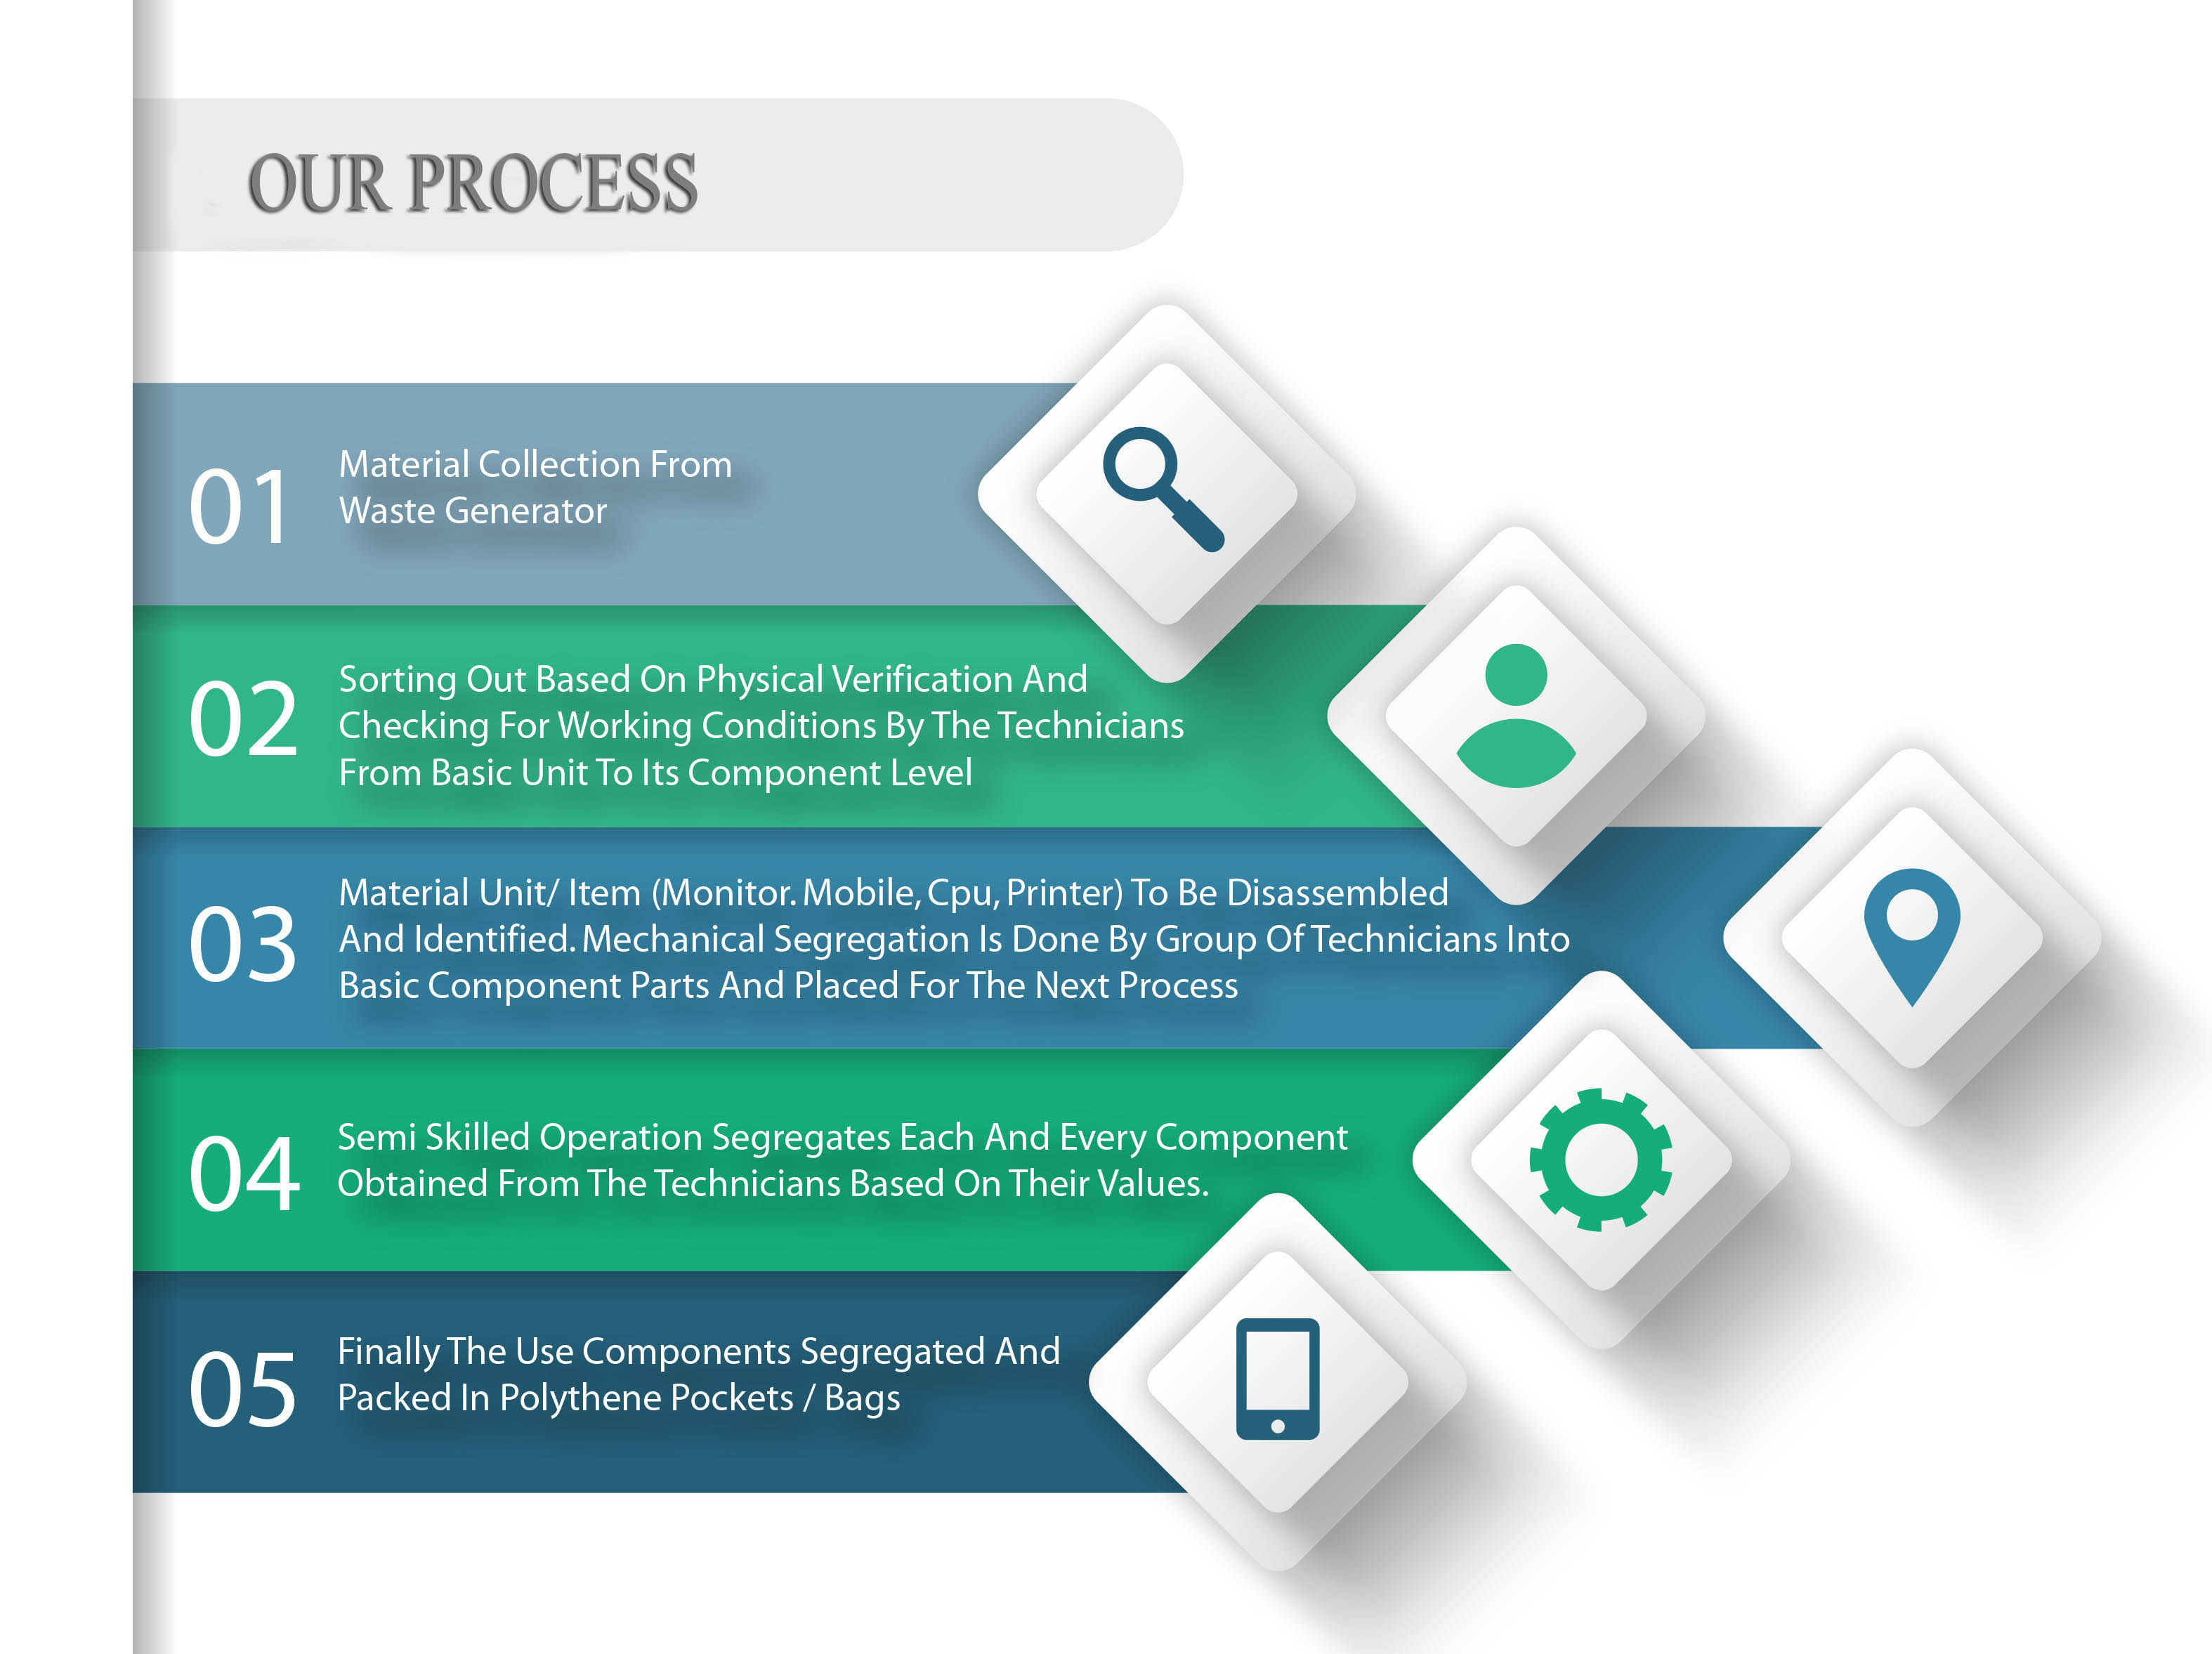 OUR PROCESS
01
Material Collection From
Waste Generator
02
Sorting Out Based On Physical Verification And
Checking For Working Conditions By The Technicians
From Basic Unit To Its Component Level
03
Material Unit/ Item (Monitor. Mobile, Cpu, Printer) To Be Disassembled
And Identified. Mechanical Segregation Is Done By Group Of Technicians Into
Basic Component Parts And Placed For The Next Process
04
Semi Skilled Operation Segregates Each And Every Component
Obtained From The Technicians Based On Their Values.
05
Finally The Use Components Segregated And
Packed In Polythene Pockets / Bags